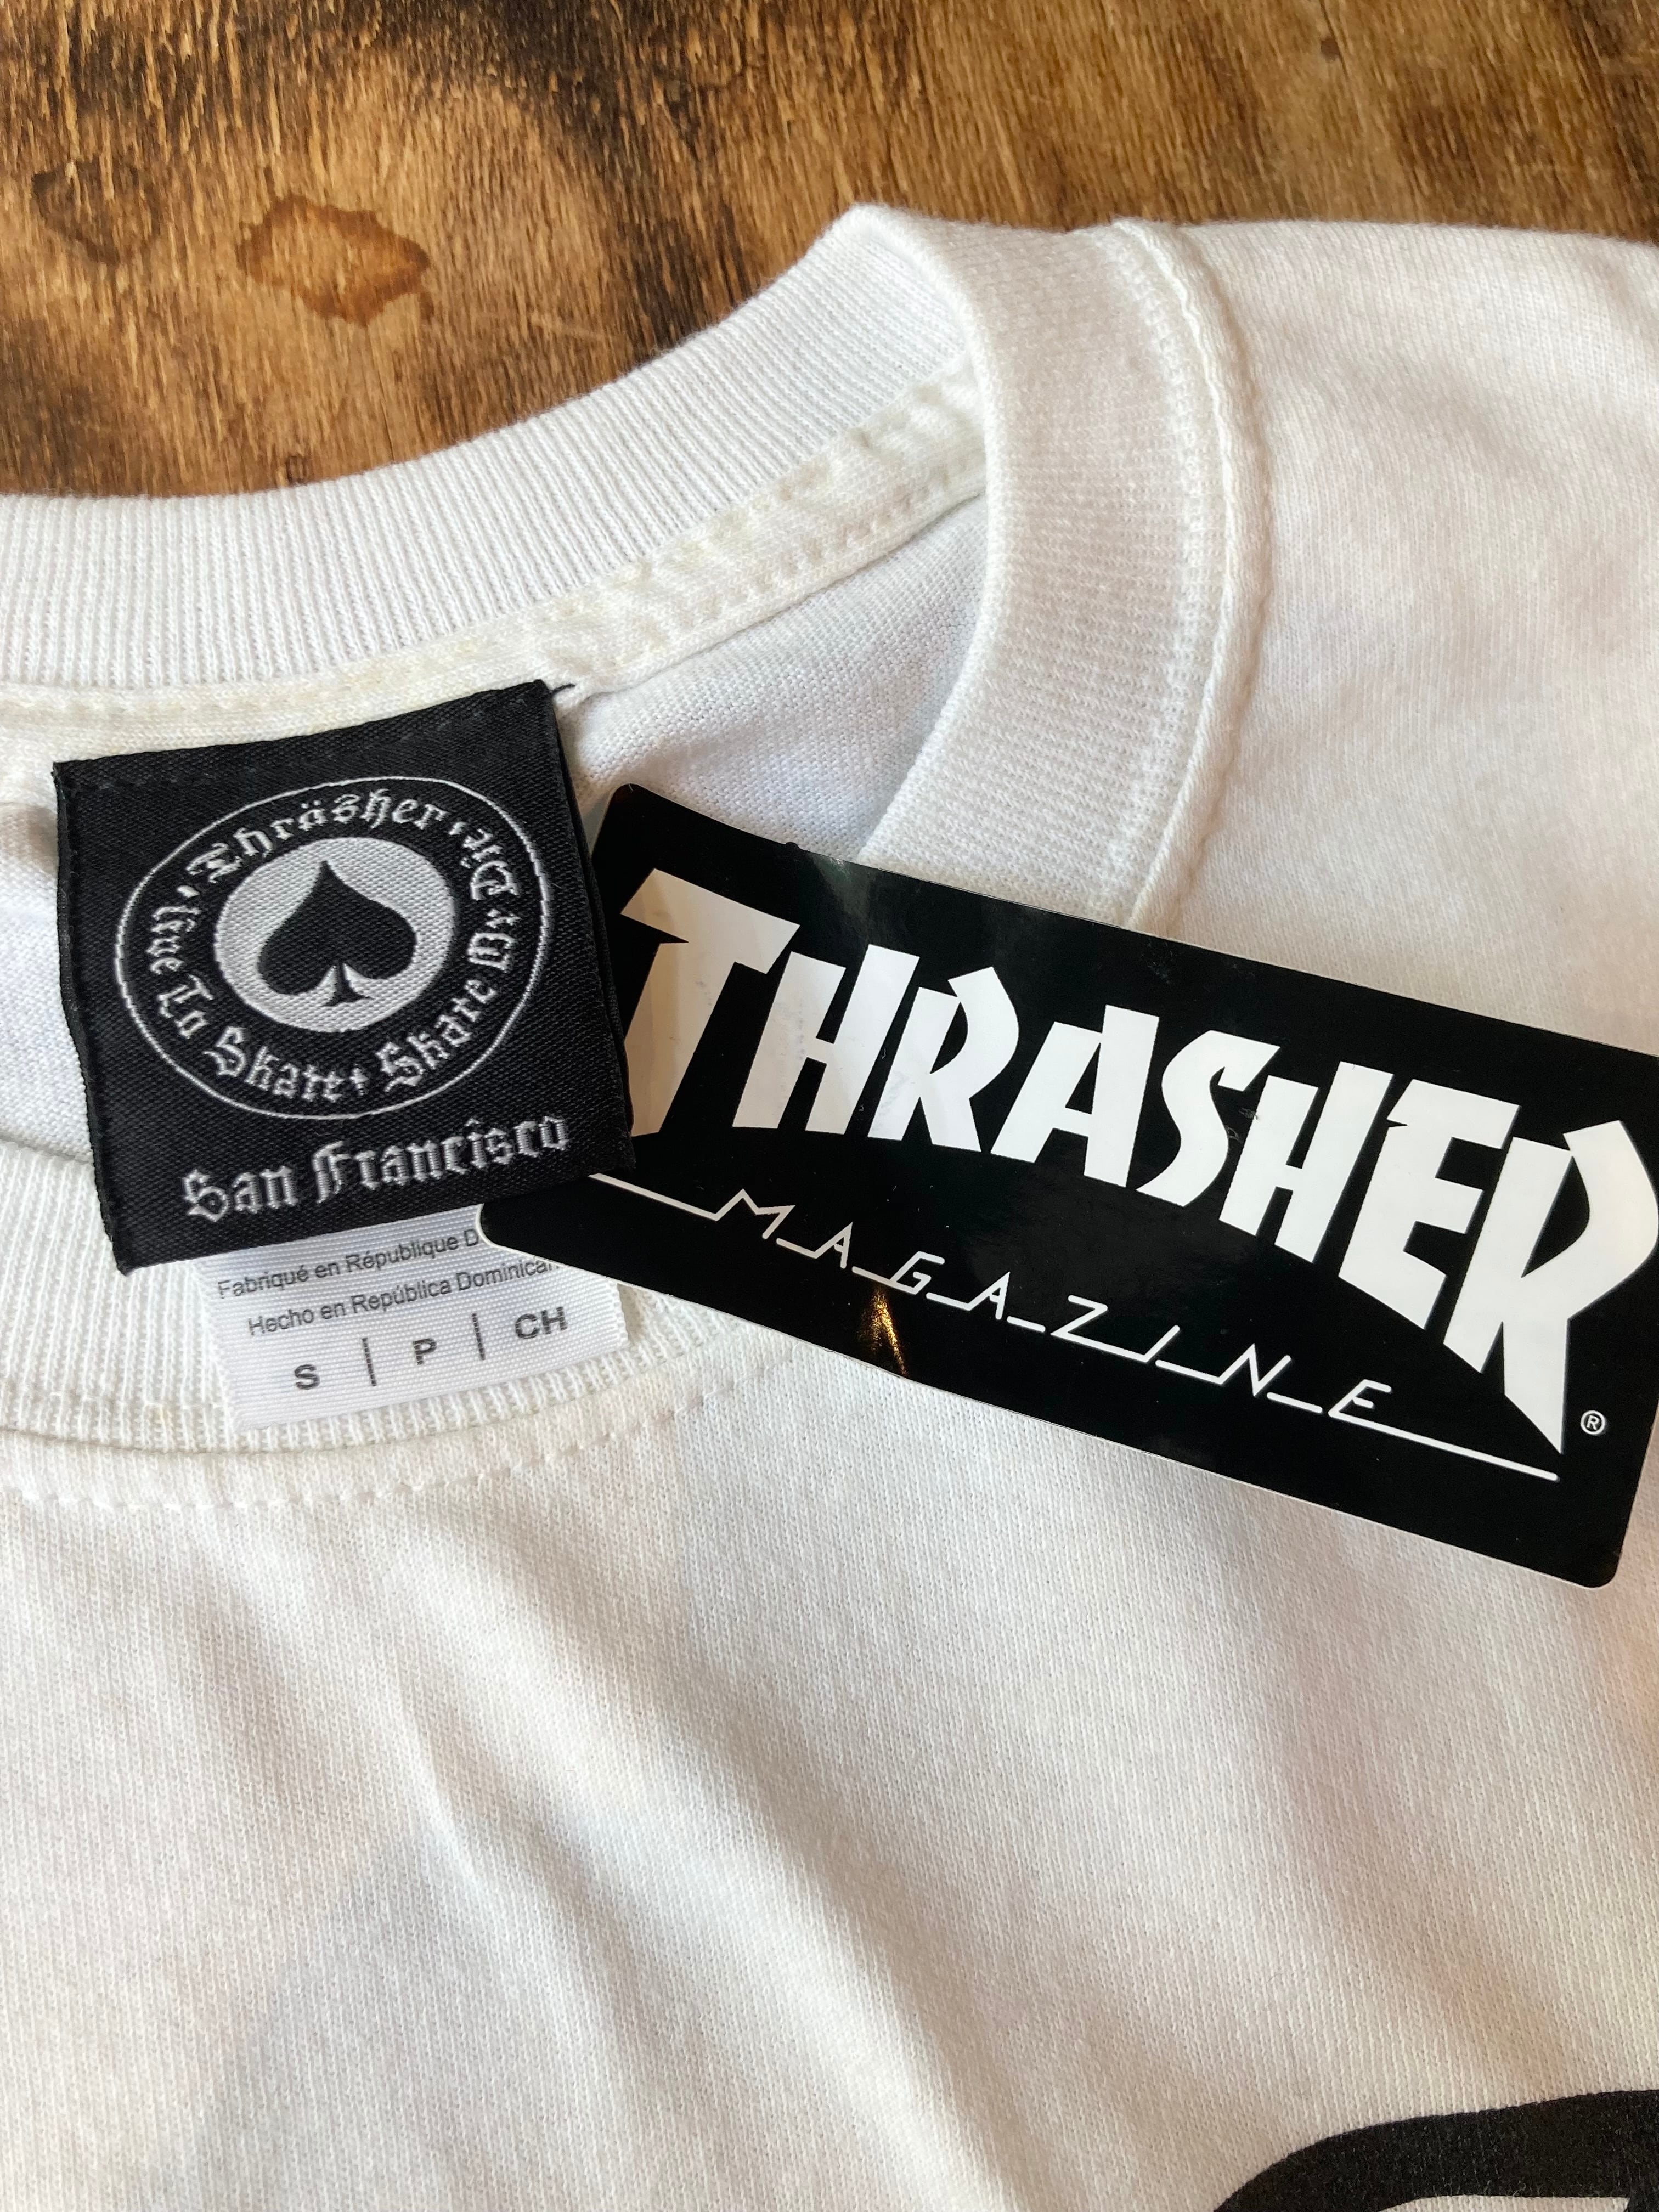 Thräsher
Live To Skate
Skate Or Die
San Francisco
Fabriqué en République D
Hecho en República Dominican
S | P | CH
THRASHER
MAGAZINE
®